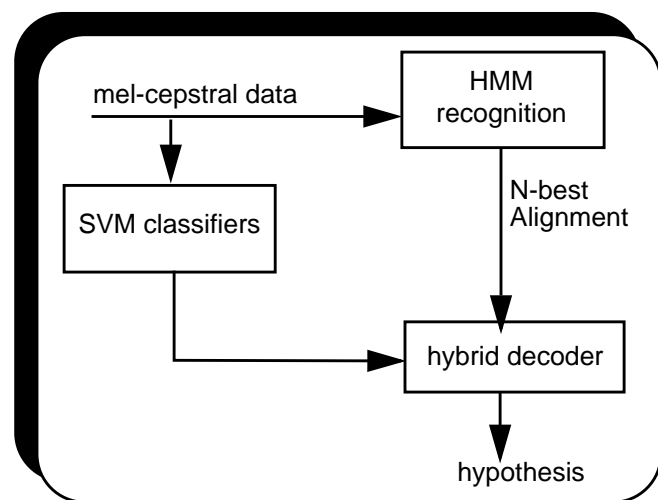 mel-cepstral data
HMM
recognition
N-best
Alignment
SVM classifiers
hybrid decoder
hypothesis